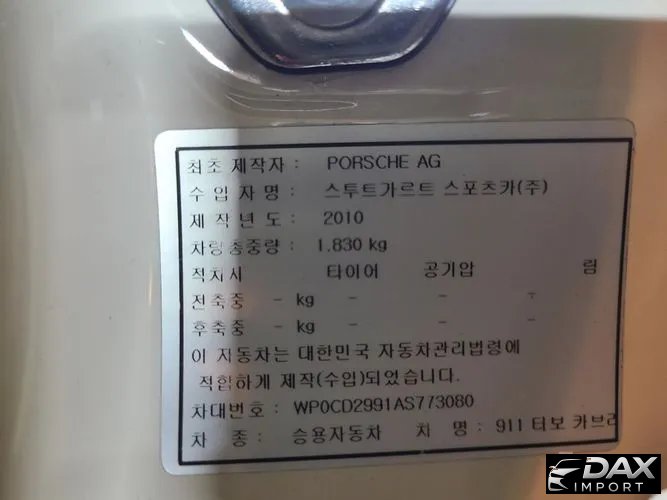 최초 제작자 : PORSCHE AG
수 입 자 명 : 스투트가르트 스포츠카(주)
제 작 년 도 : 2010
차량총중량 : 1.830 kg
적차시 타이어 공기압 림
전축중 - kg - - -
후축중 - kg - - -
이 자동차는 대한민국 자동차관리법령에
적합하게 제작(수입)되었습니다.
차대번호 : WP0CD2991AS773080
차 종 : 승용자동차 차 명 : 911 터보 카브리
DAX
IMPORT